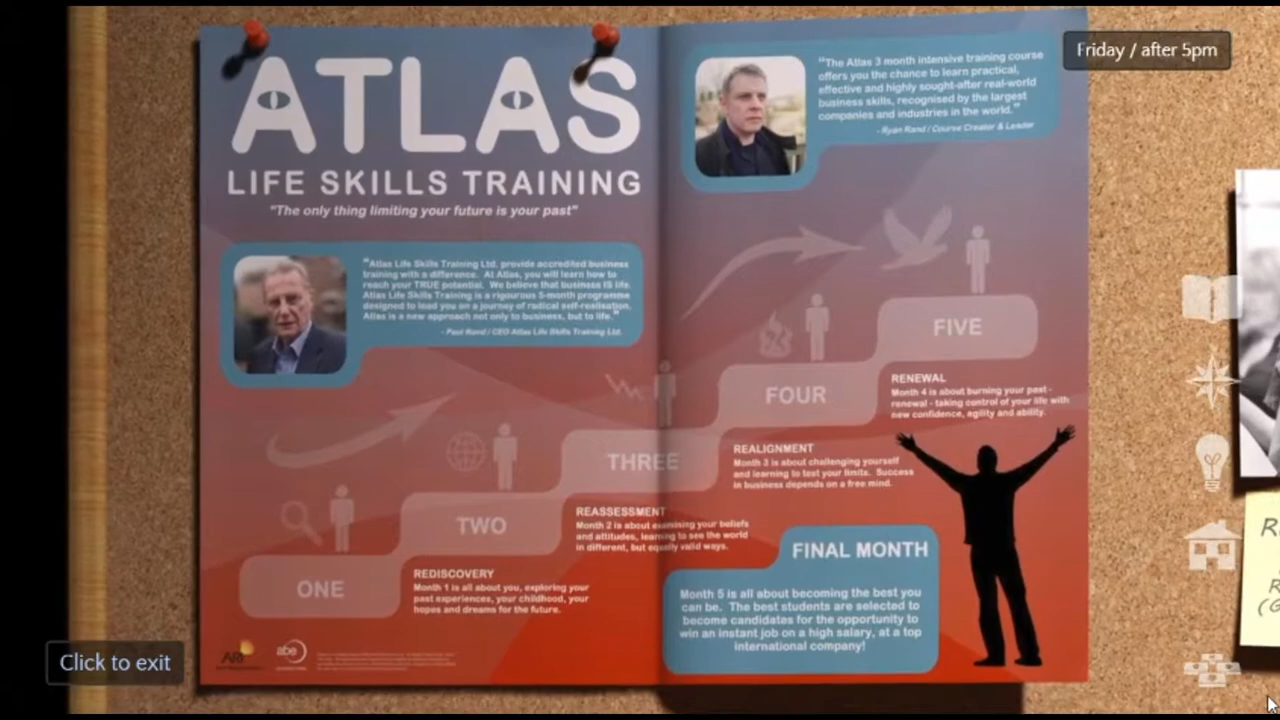 Friday / after 5pm
ATLAS
LIFE SKILLS TRAINING
"The only thing limiting your future is your past"
"Atlas Life Skills Training Ltd. provide accredited business
training with a difference. At Atlas, you will learn how to
reach your TRUE potential. We believe that business IS life.
Atlas Life Skills Training is a rigourous 5-month programme
designed to lead you on a journey of radical self-realisation.
Atlas is a new approach not only to business, but to life."
- Paul Rand / CEO Atlas Life Skills Training Ltd.
"The Atlas 3 month intensive training course
offers you the chance to learn practical,
effective and highly sought-after real-world
business skills, recognised by the largest
companies and industries in the world."
- Ryan Rand / Course Creator & Leader
ONE
REDISCOVERY
Month 1 is all about you, exploring your
past experiences, your childhood, your
hopes and dreams for the future.
TWO
REASSESSMENT
Month 2 is about examining your beliefs
and attitudes, learning to see the world
in different, but equally valid ways.
THREE
REALIGNMENT
Month 3 is about challenging yourself
and learning to test your limits. Success
in business depends on a free mind.
FOUR
RENEWAL
Month 4 is about burning your past -
renewal - taking control of your life with
new confidence, agility and ability.
FIVE
FINAL MONTH
Month 5 is all about becoming the best you
can be. The best students are selected to
become candidates for the opportunity to
win an instant job on a high salary, at a top
international company!
abe
Click to exit